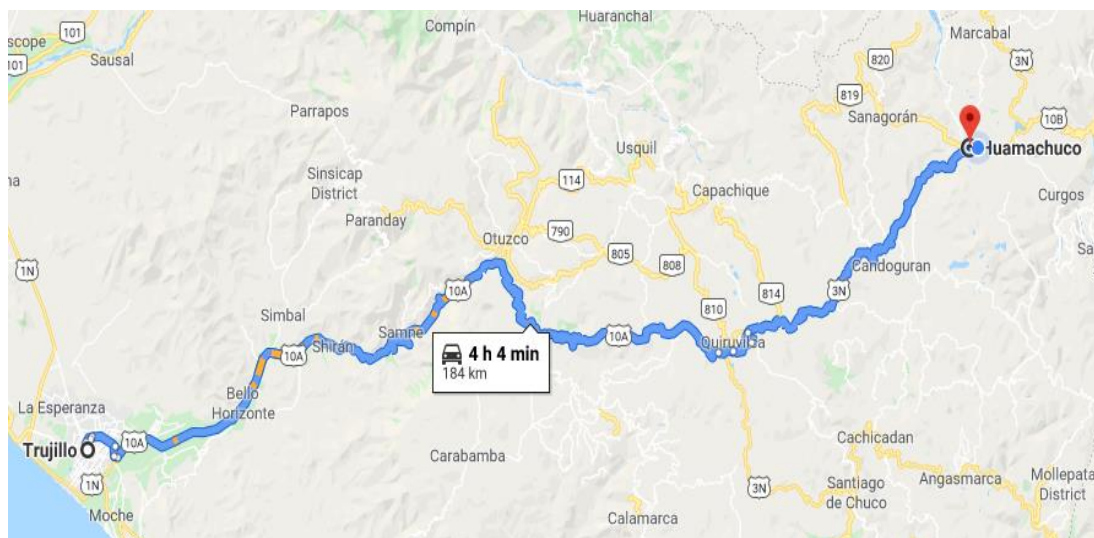 Huaranchal
Marcabal
Compín
101
scope
101
Sausal
820
3N
819
10B
Parrapos
Sanagorán
Huamachuco
Usquil
Sinsicap
District
114
Capachique
Curgos
Paranday
Otuzco
790
Sa
805
808
Candoguran
1N
10A
3N
814
810
Simbal
Samne
10A
Shirán
10A
4 h 4 min
184 km
Bello
Horizonte
La Esperanza
10A
Trujillo
Cachicadan
Carabamba
Angasmarca
Mollepata
District
1N
3N
Santiago
de Chuco
Moche
Calamarca